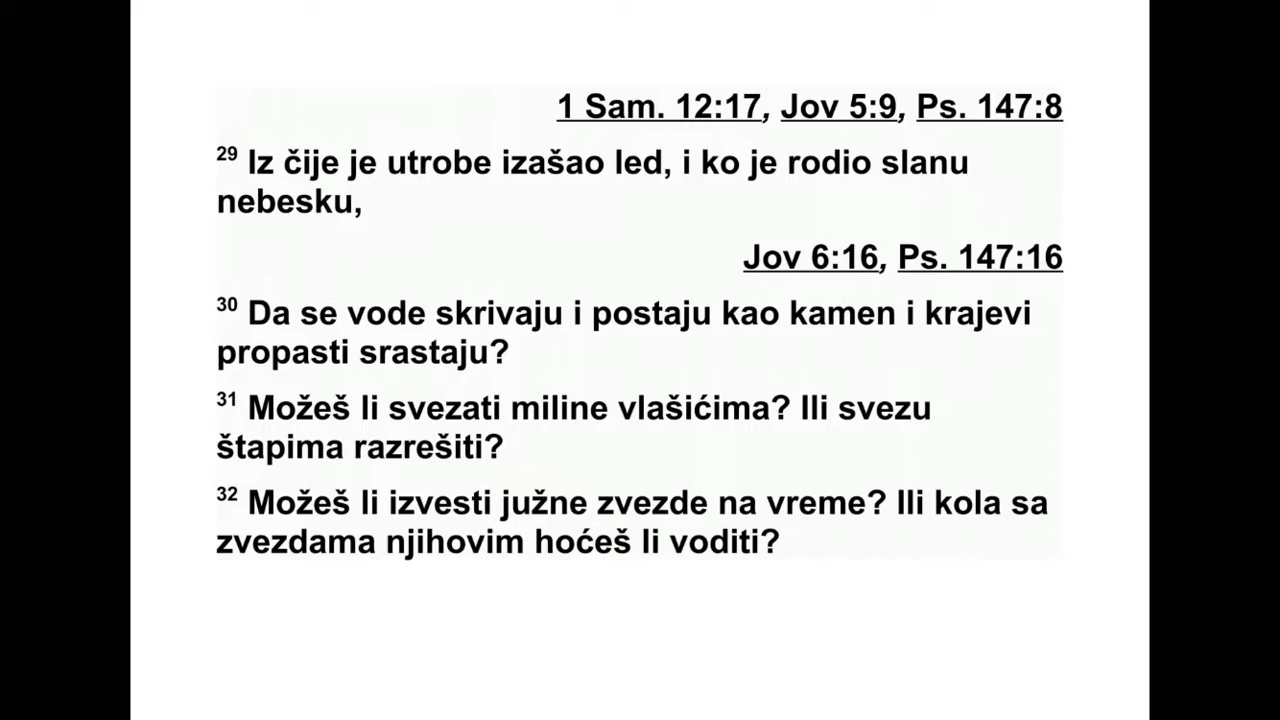 1 Sam. 12:17, Jov 5:9, Ps. 147:8
29 Iz čije je utrobe izašao led, i ko je rodio slanu
nebesku,
Jov 6:16, Ps. 147:16
30 Da se vode skrivaju i postaju kao kamen i krajevi
propasti srastaju?
31 Možeš li svezati miline vlašićima? Ili svezu
štapima razrešiti?
32 Možeš li izvesti južne zvezde na vreme? Ili kola sa
zvezdama njihovim hoćeš li voditi?